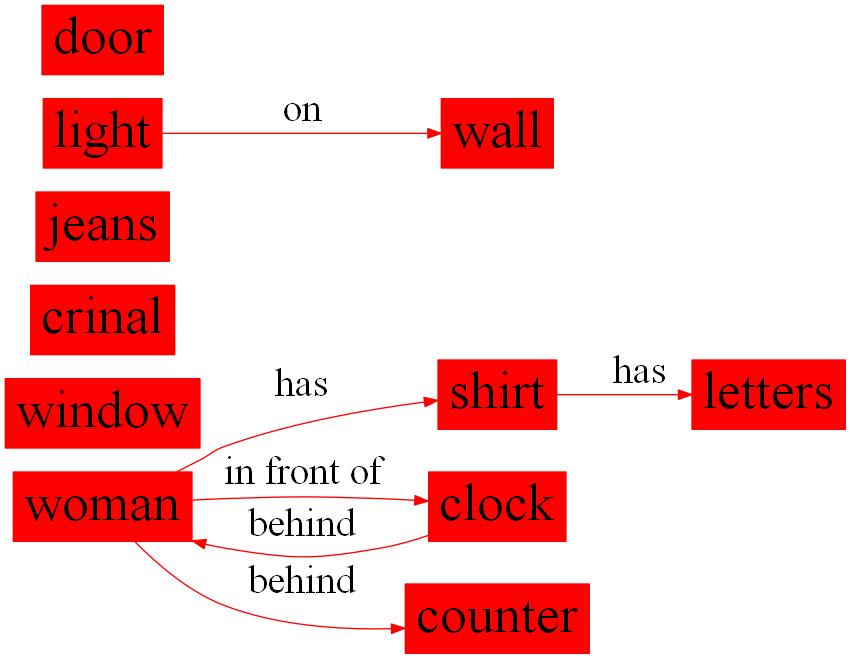 door
light on wall
jeans
crinal
window
has shirt has letters
woman in front of clock
behind
behind
counter